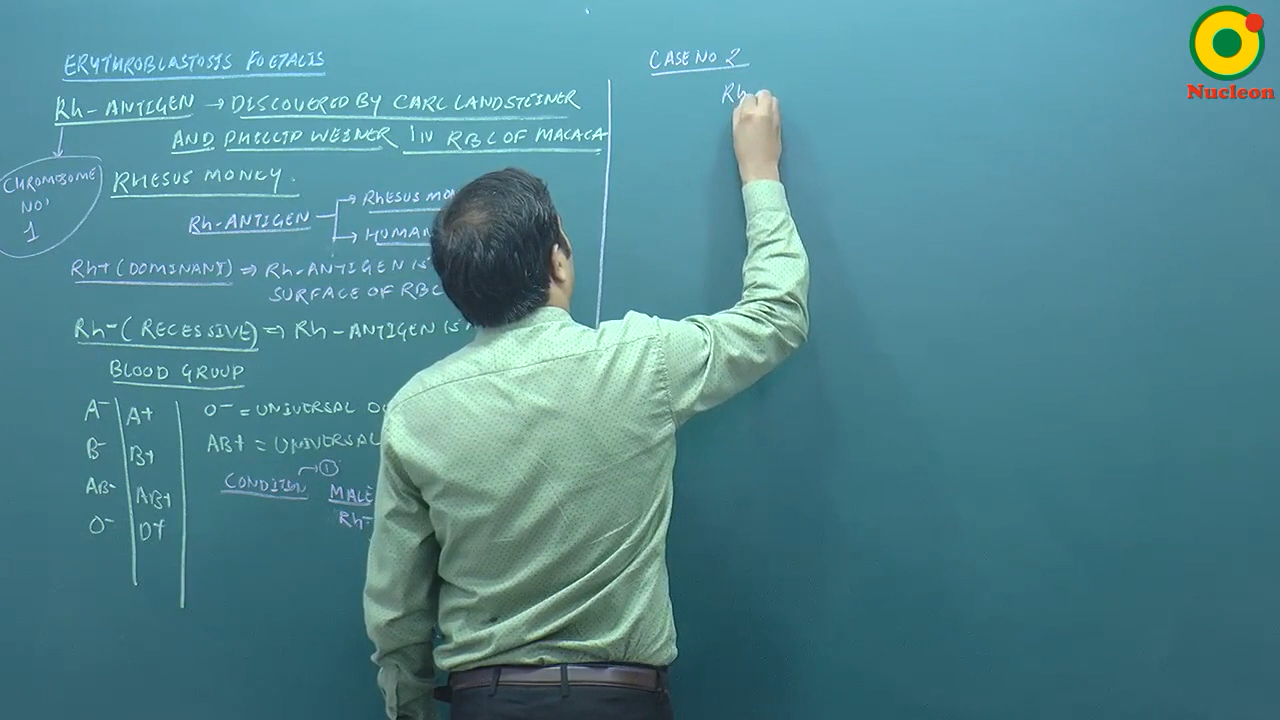 ERYTHROBLASTOSIS FOETALIS
Rh-ANTIGEN → DISCOVERED BY CARL LANDSTEINER
AND PHILLIP WEINER IN RBC OF MACACA
RHESUS MONKY.
CHROMOSOME
NO'
1
Rh-ANTIGEN
RHESUS
HUMAN
Rh+ (DOMINANT) ⇒ Rh-ANTIGEN IS
SURFACE OF RBC
Rh- (RECESSIVE) ⇒ Rh-ANTIGEN IS
BLOOD GROUP
A- A+
B- B+
AB- AB+
O- O+
O- = UNIVERSAL
AB+ = UNIVERSAL
CONDITION → 1
MALE
Rh-
CASE NO 2
Rh
Nucleon